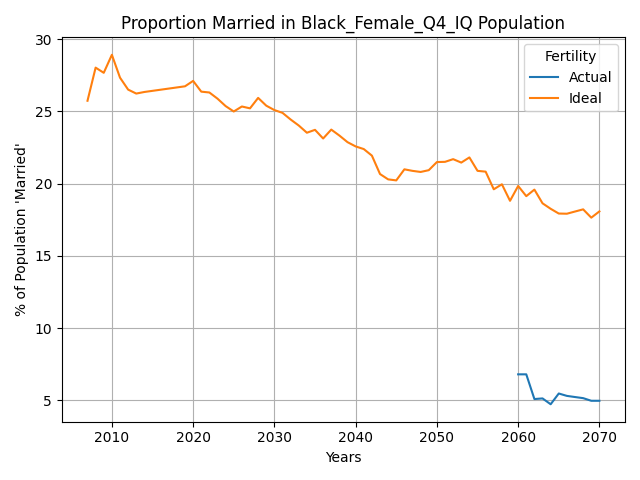 Proportion Married in Black_Female_Q4_IQ Population
Fertility
Actual
Ideal
% of Population 'Married'
30
25
20
15
10
5
2010 2020 2030 2040 2050 2060 2070
Years